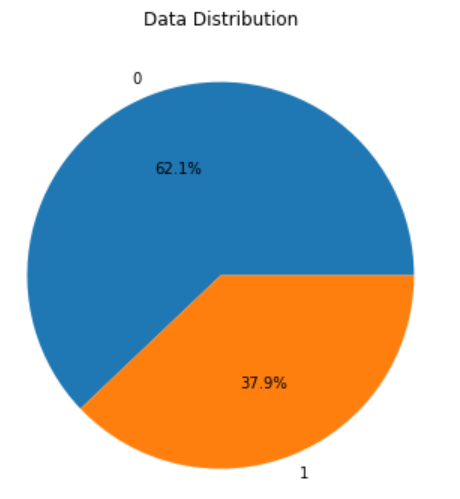 Data Distribution
0
62.1%
37.9%
1